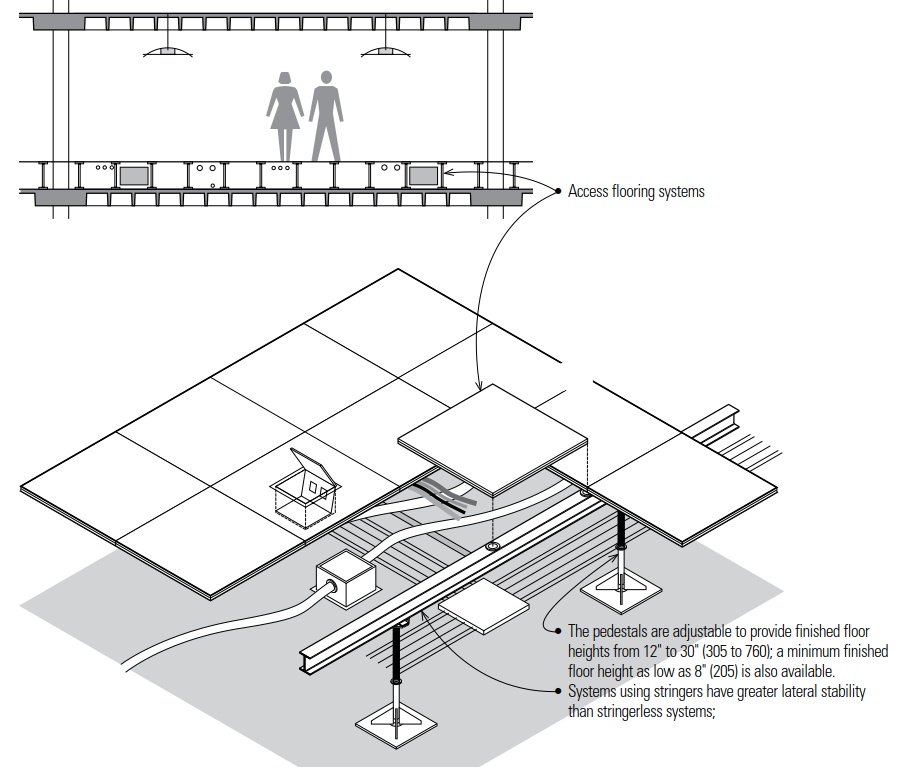 Access flooring systems
The pedestals are adjustable to provide finished floor
heights from 12" to 30" (305 to 760); a minimum finished
floor height as low as 8" (205) is also available.
Systems using stringers have greater lateral stability
than stringerless systems;